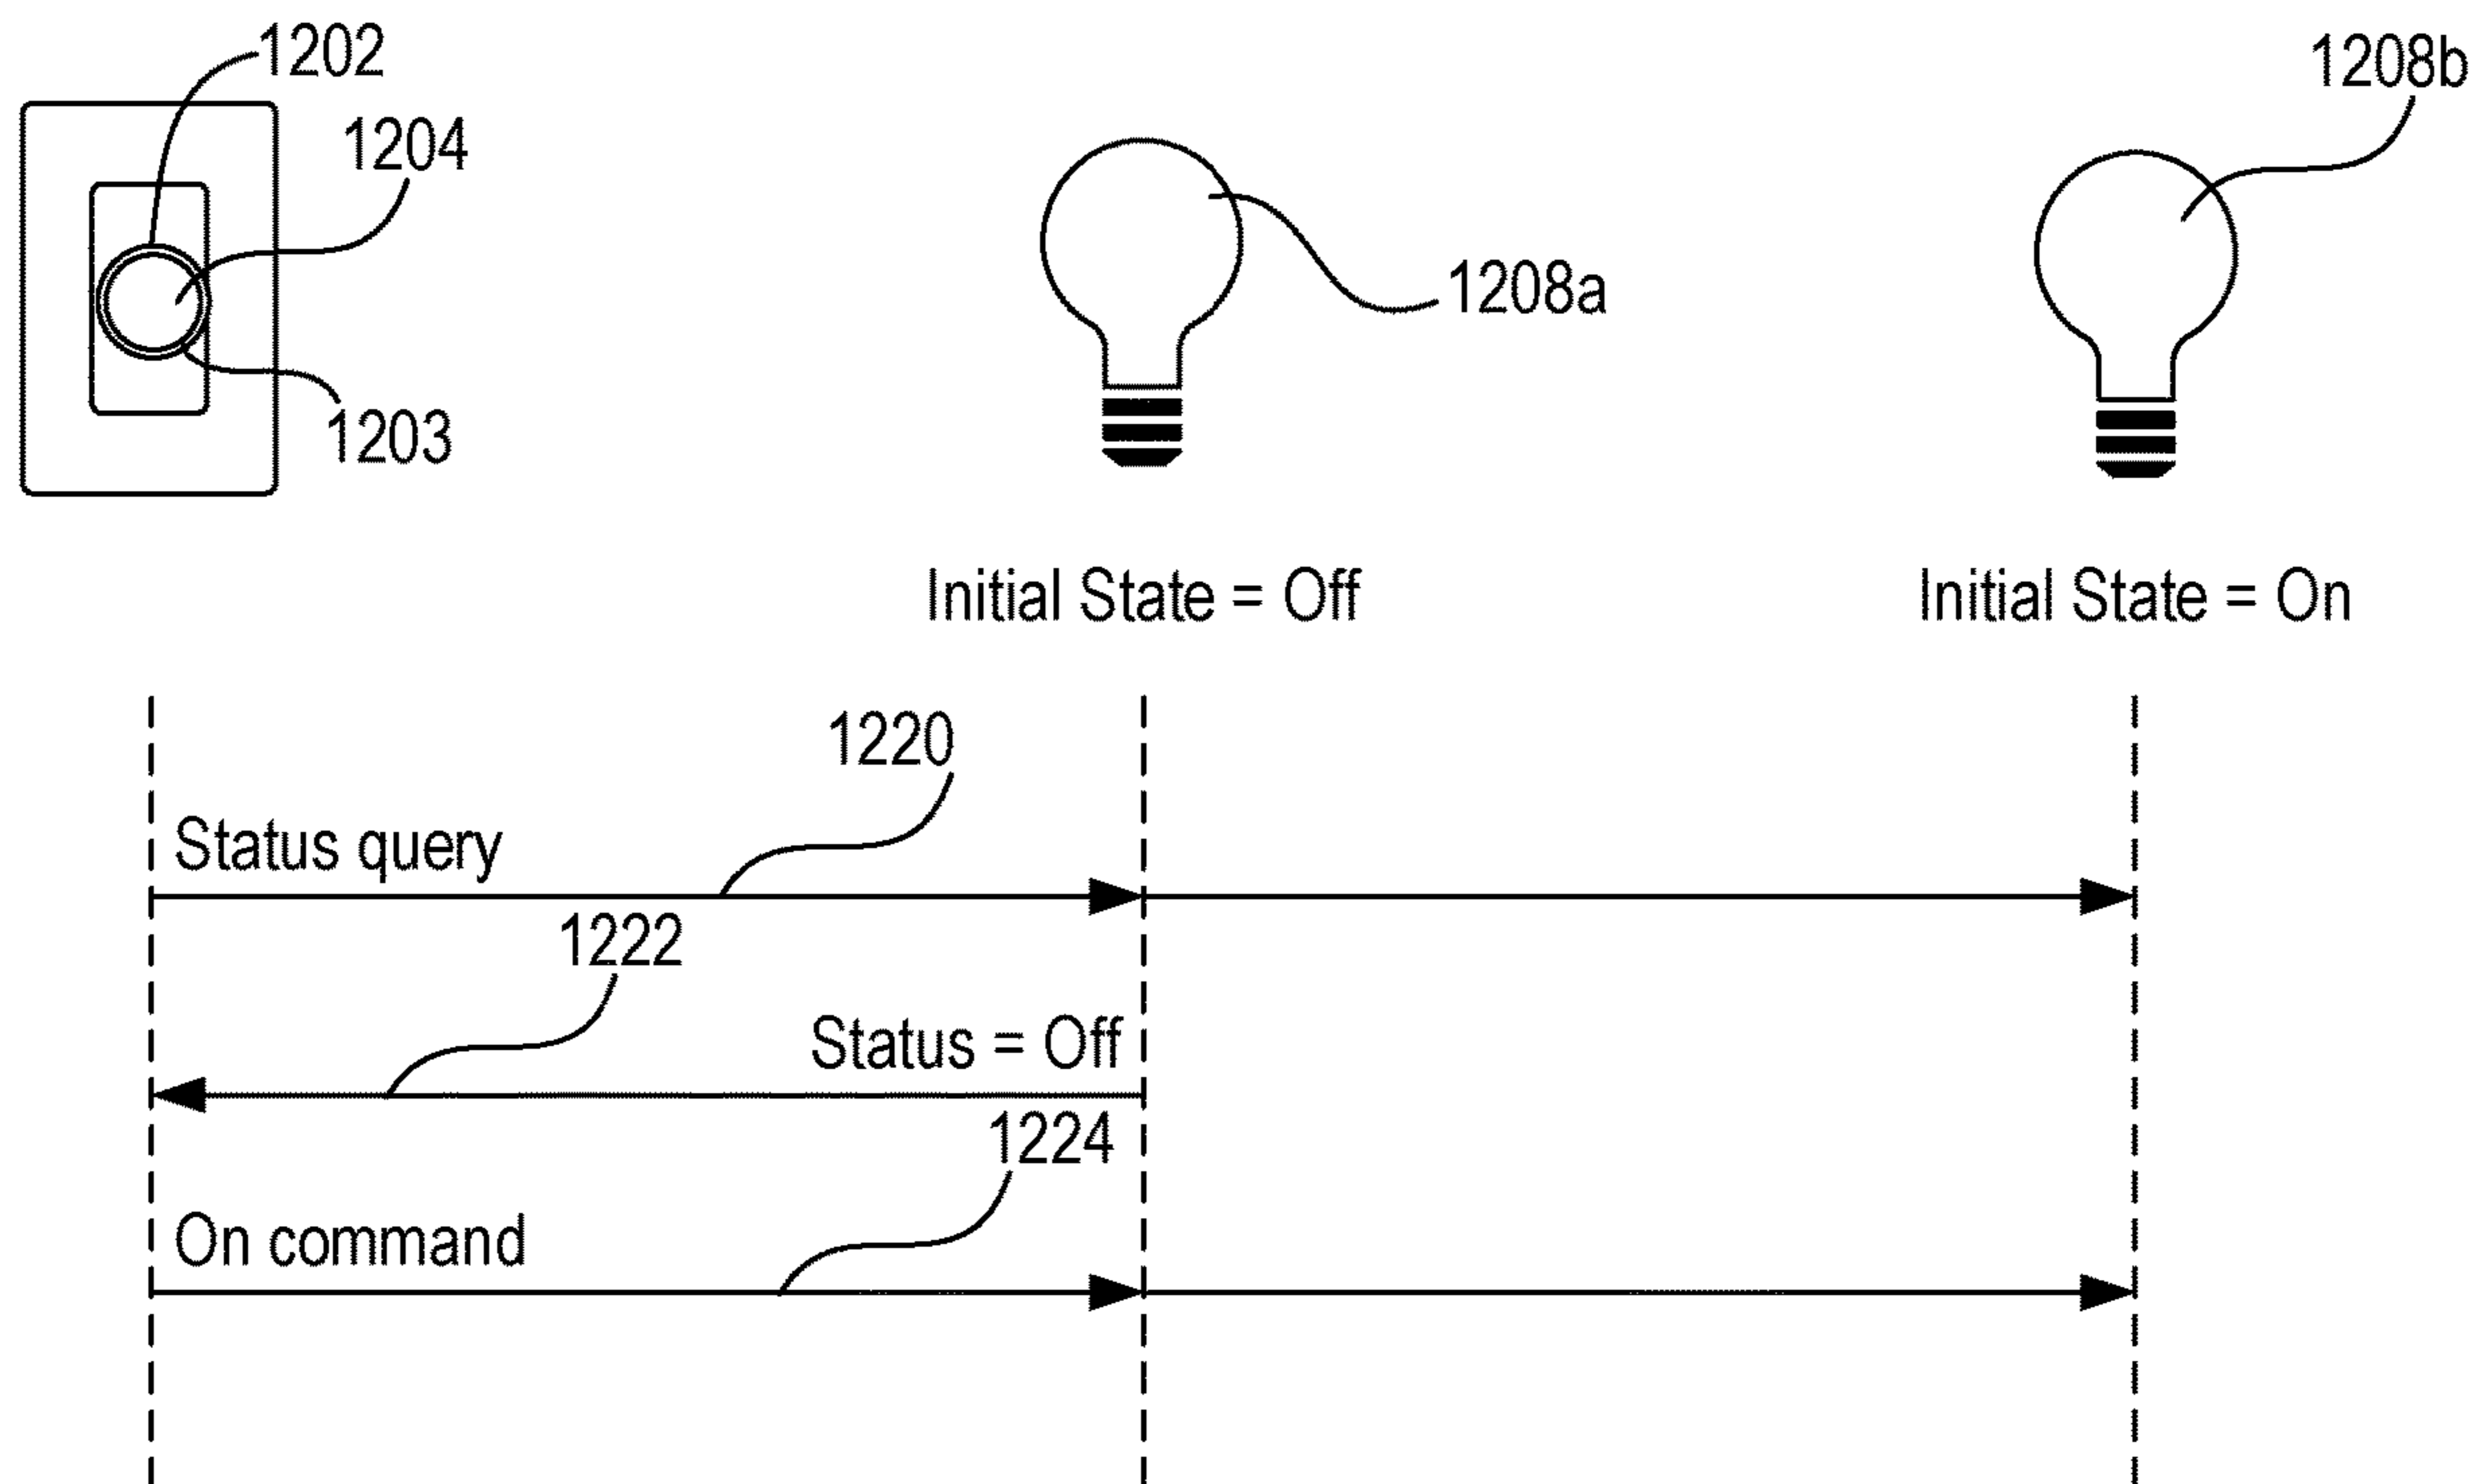 1202
1208b
1204
1208a
1203
Initial State = Off
Initial State = On
1220
Status query
1222
Status = Off
1224
On command